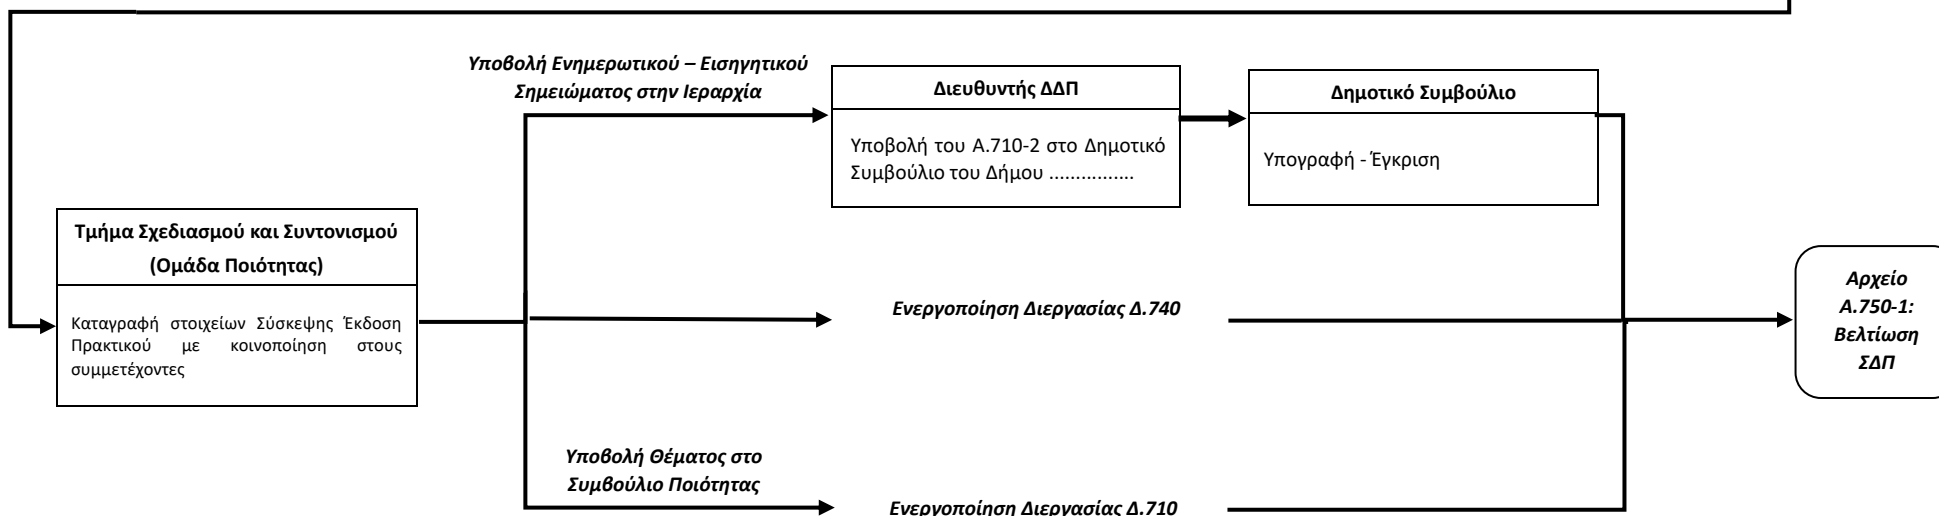 Υποβολή Ενημερωτικού – Εισηγητικού
Σημειώματος στην Ιεραρχία
Διευθυντής ΔΔΠ
Υποβολή του Α.710-2 στο Δημοτικό
Συμβούλιο του Δήμου ................
Δημοτικό Συμβούλιο
Υπογραφή - Έγκριση
Τμήμα Σχεδιασμού και Συντονισμού
(Ομάδα Ποιότητας)
Καταγραφή στοιχείων Σύσκεψης Έκδοση
Πρακτικού με κοινοποίηση στους
συμμετέχοντες
Ενεργοποίηση Διεργασίας Δ.740
Αρχείο
Α.750-1:
Βελτίωση
ΣΔΠ
Υποβολή Θέματος στο
Συμβούλιο Ποιότητας
Ενεργοποίηση Διεργασίας Δ.710